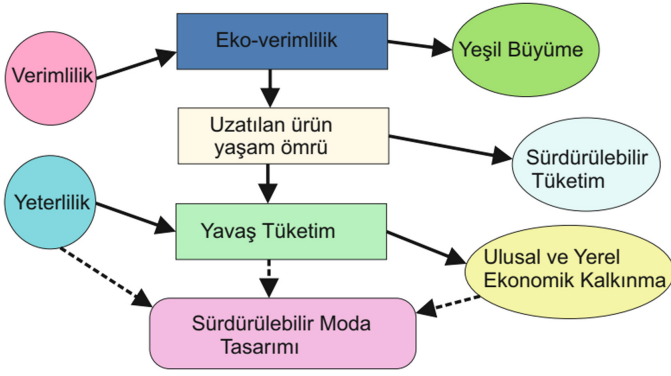 Eko-verimlilik
Yeşil Büyüme
Verimlilik
Uzatılan ürün
yaşam ömrü
Sürdürülebilir
Tüketim
Yeterlilik
Yavaş Tüketim
Ulusal ve Yerel
Ekonomik Kalkınma
Sürdürülebilir Moda
Tasarımı